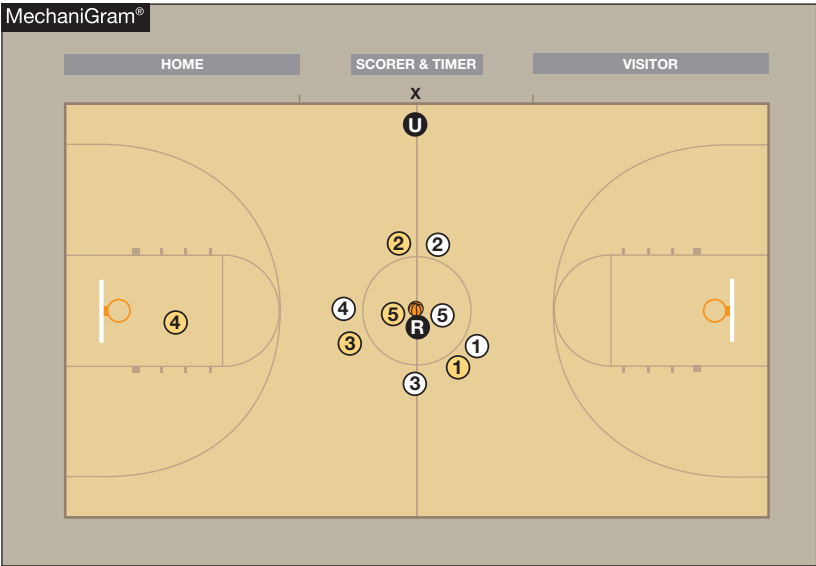 MechaniGram®
HOME SCORER & TIMER VISITOR
X
U
2 2
4 5 5
4 R
3 1
1
3